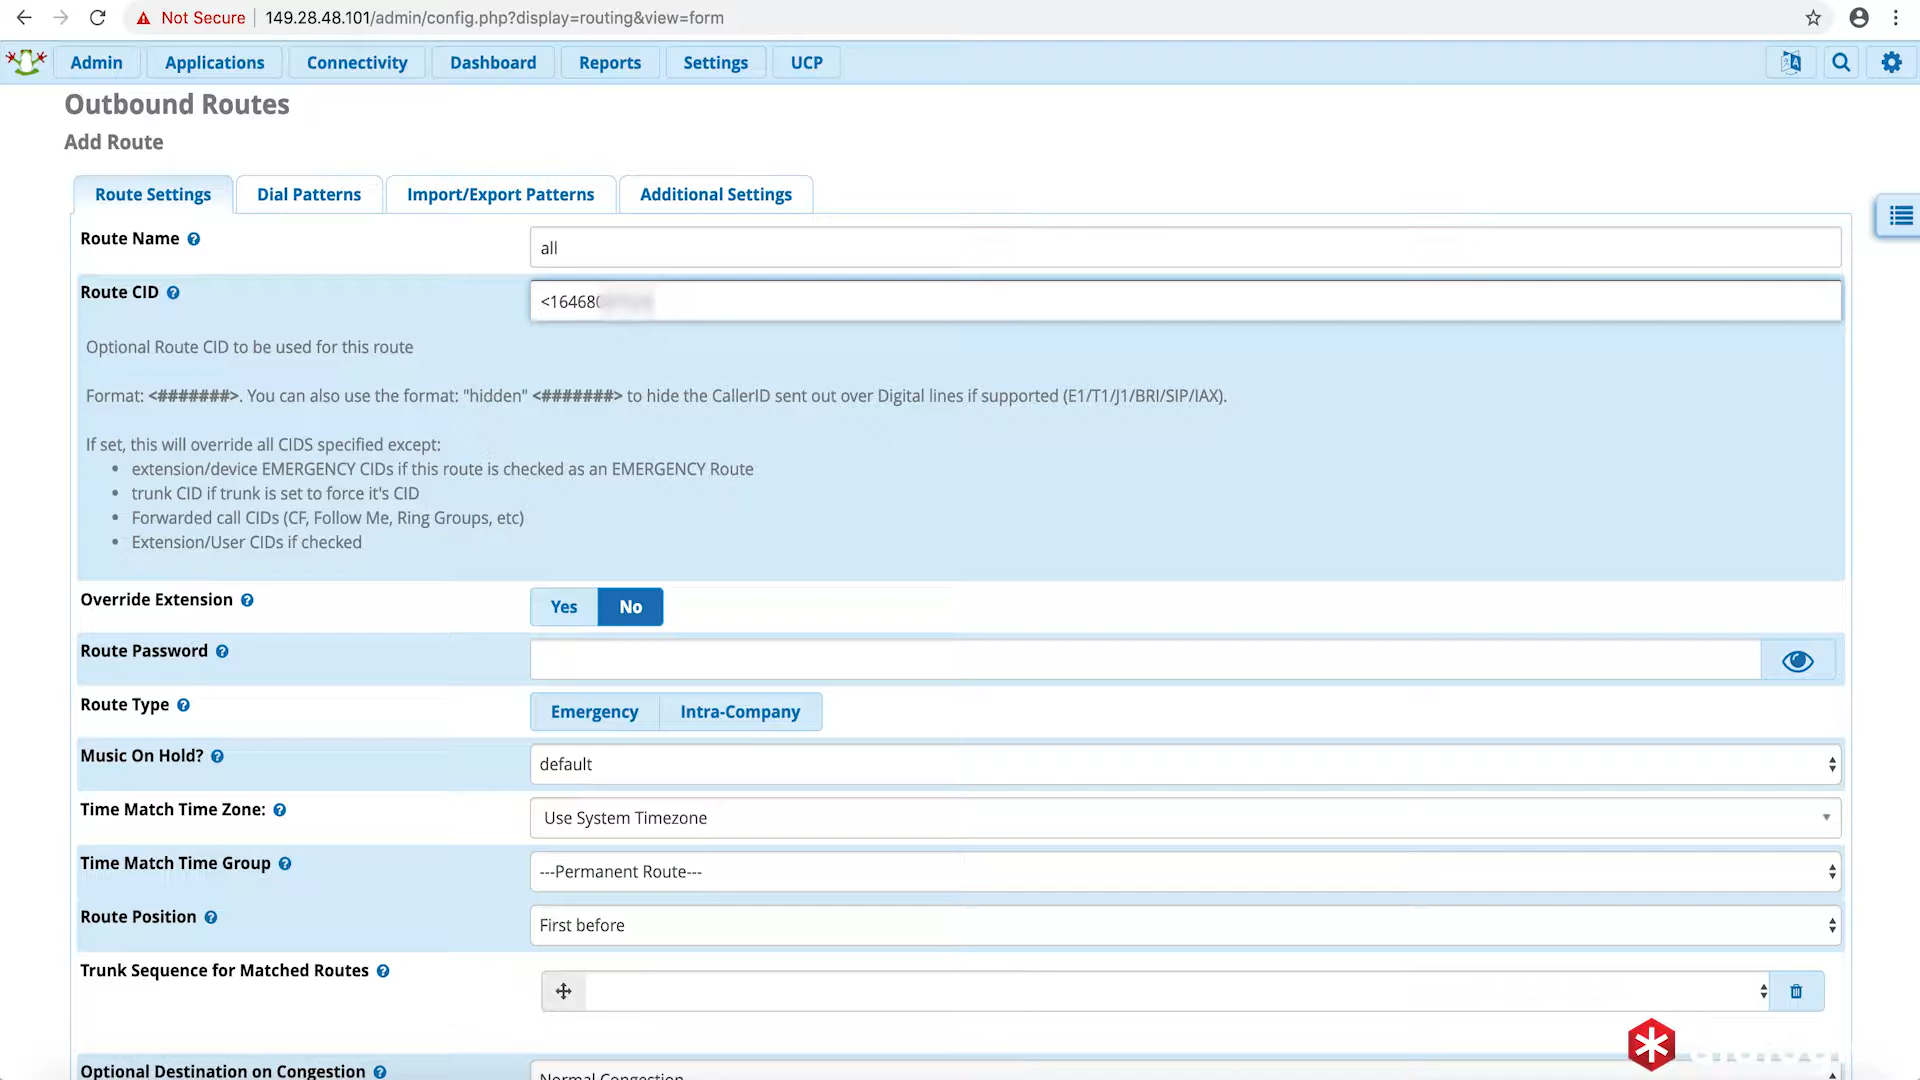 Not Secure
149.28.48.101/admin/config.php?display=routing&view=form
Admin
Applications
Connectivity
Dashboard
Reports
Settings
UCP
Outbound Routes
Add Route
Route Settings
Dial Patterns
Import/Export Patterns
Additional Settings
Route Name
all
Route CID
<16468
Optional Route CID to be used for this route
Format: <#######>. You can also use the format: "hidden" <#######> to hide the CallerID sent out over Digital lines if supported (E1/T1/J1/BRI/SIP/IAX).
If set, this will override all CIDS specified except:
• extension/device EMERGENCY CIDs if this route is checked as an EMERGENCY Route
• trunk CID if trunk is set to force it's CID
• Forwarded call CIDs (CF, Follow Me, Ring Groups, etc)
• Extension/User CIDs if checked
Override Extension
Yes
No
Route Password
Route Type
Emergency
Intra-Company
Music On Hold?
default
Time Match Time Zone:
Use System Timezone
Time Match Time Group
---Permanent Route---
Route Position
First before
Trunk Sequence for Matched Routes
Optional Destination on Congestion
Normal Congestion